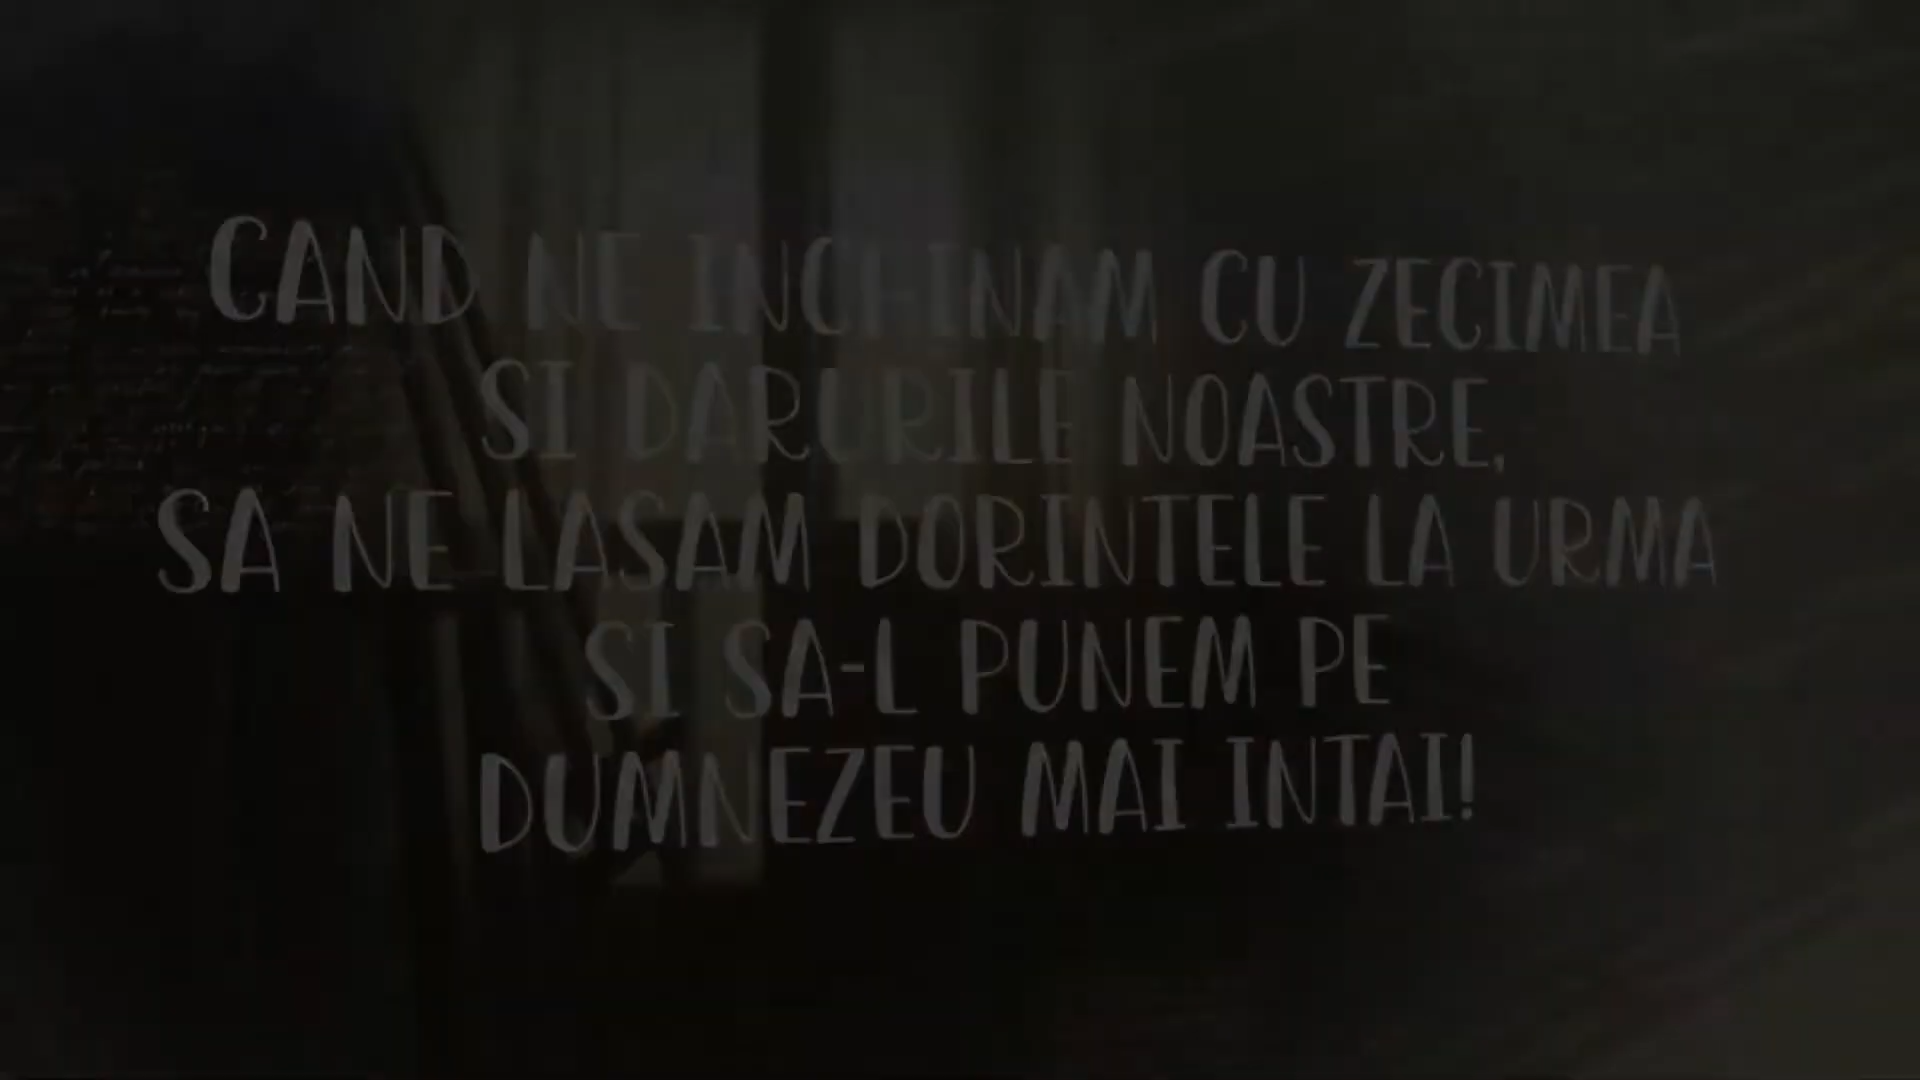 CAND NE INCHINAM CU ZECIMEA
SI DARURILE NOASTRE,
SA NE LASAM DORINTELE LA URMA
SI SA-L PUNEM PE
DUMNEZEU MAI INTAI!